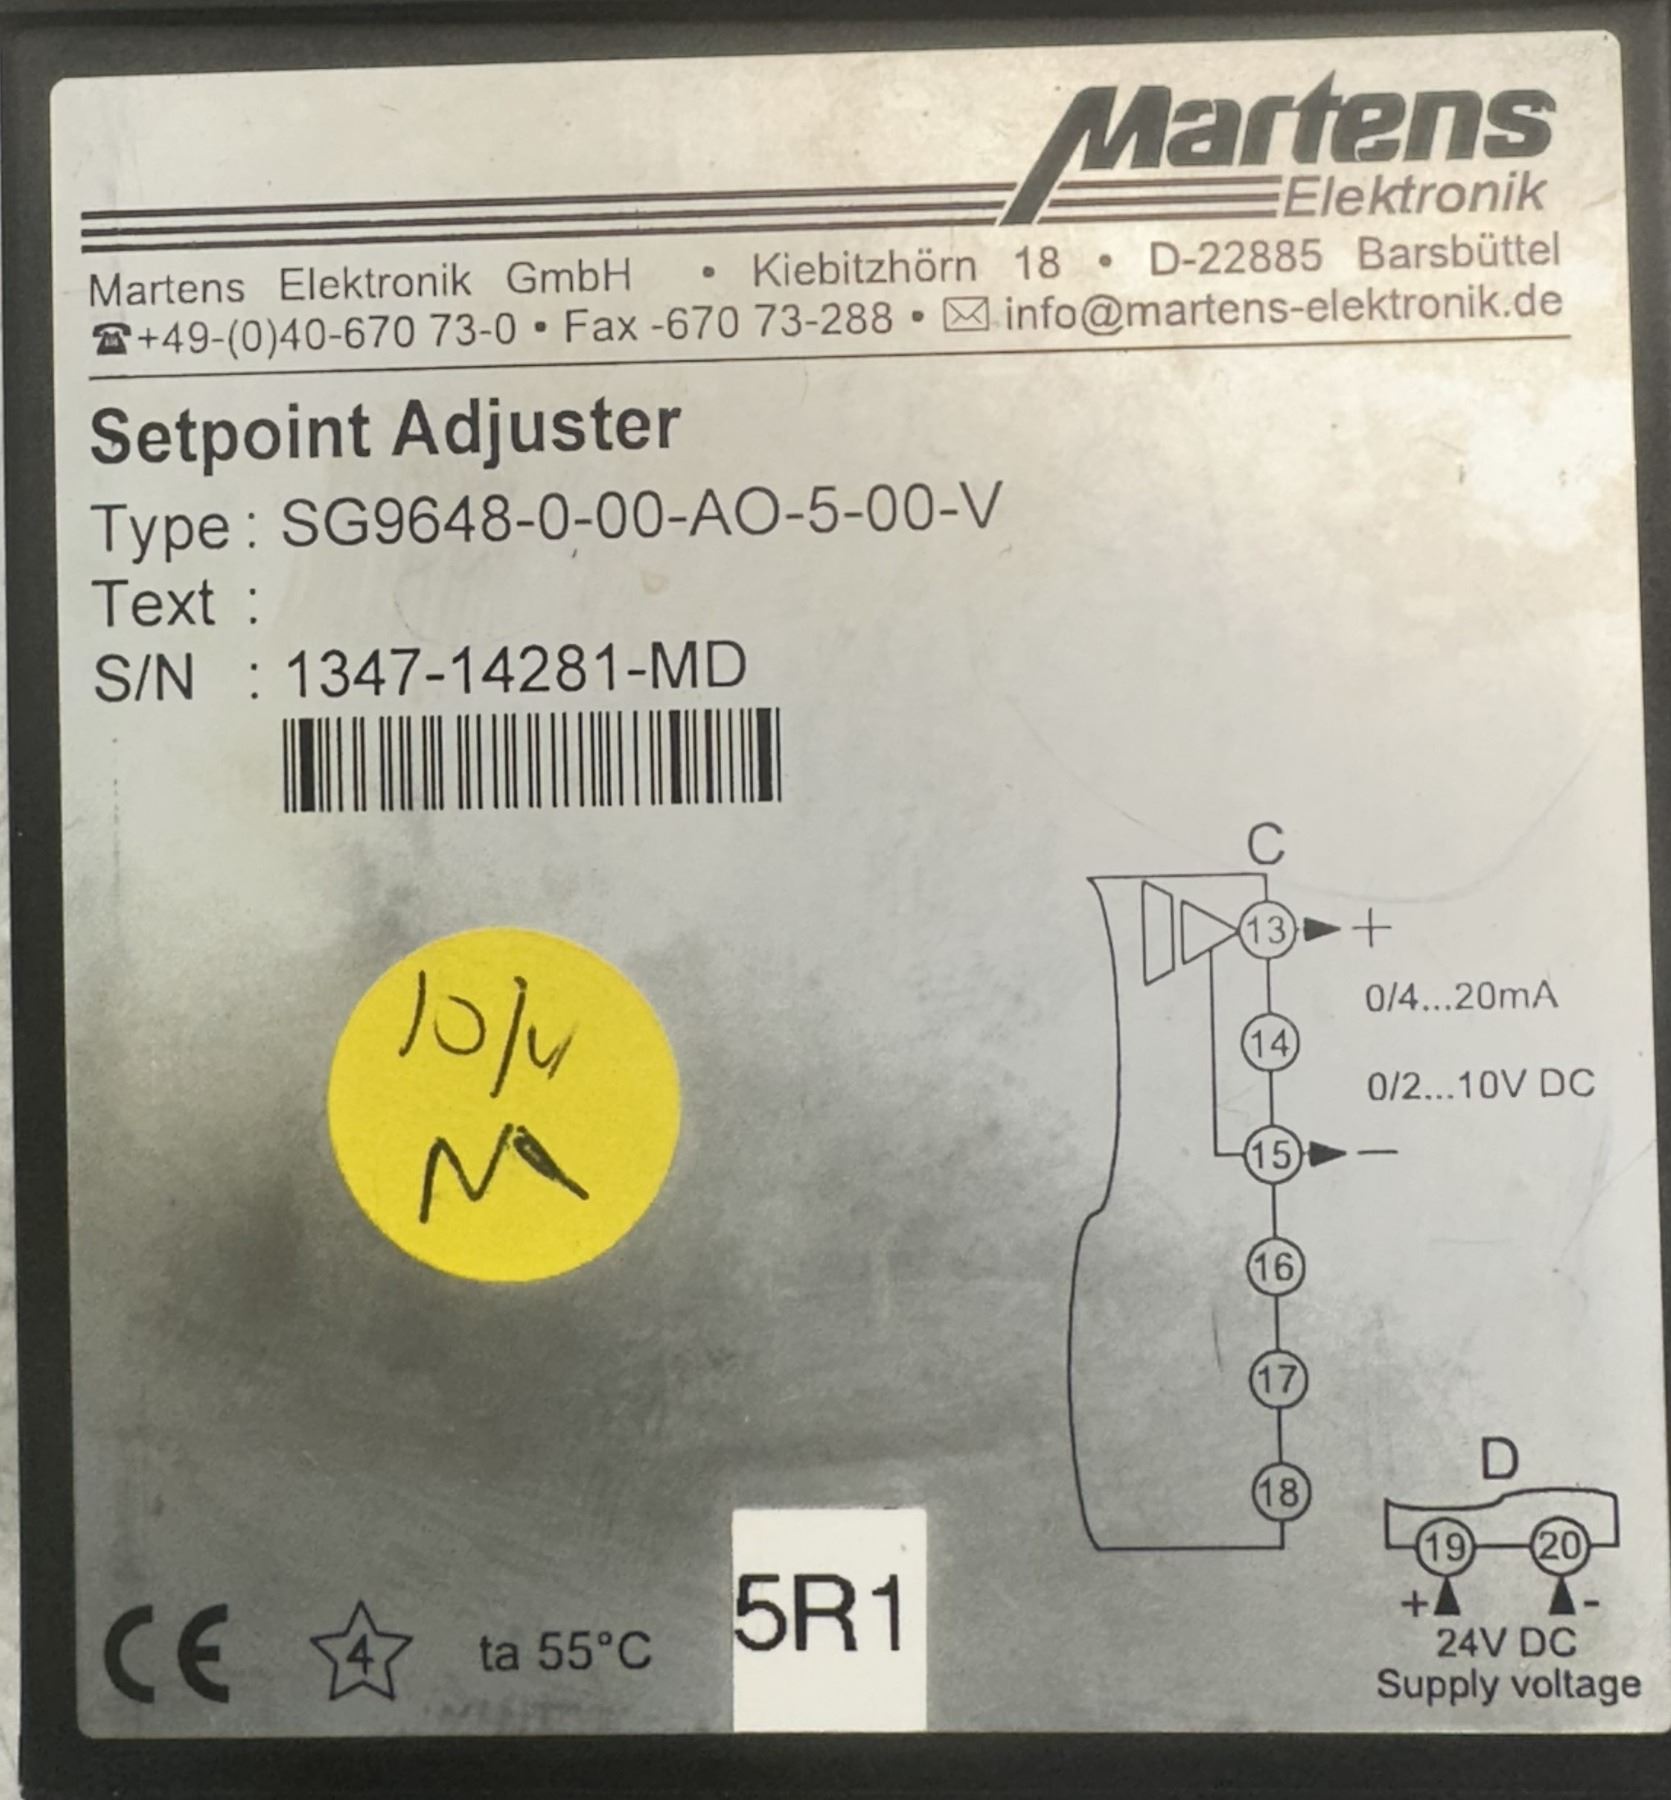 Martens
Elektronik
Martens Elektronik GmbH • Kiebitzhörn 18 • D-22885 Barsbüttel
☎+49-(0)40-670 73-0 • Fax -670 73-288 • ✉ info@martens-elektronik.de
Setpoint Adjuster
Type : SG9648-0-00-AO-5-00-V
Text :
S/N : 1347-14281-MD
C
13 +
0/4...20mA
14
0/2...10V DC
15 –
16
17
18
D
19 20
+ -
24V DC
Supply voltage
CE 4 ta 55°C
5R1